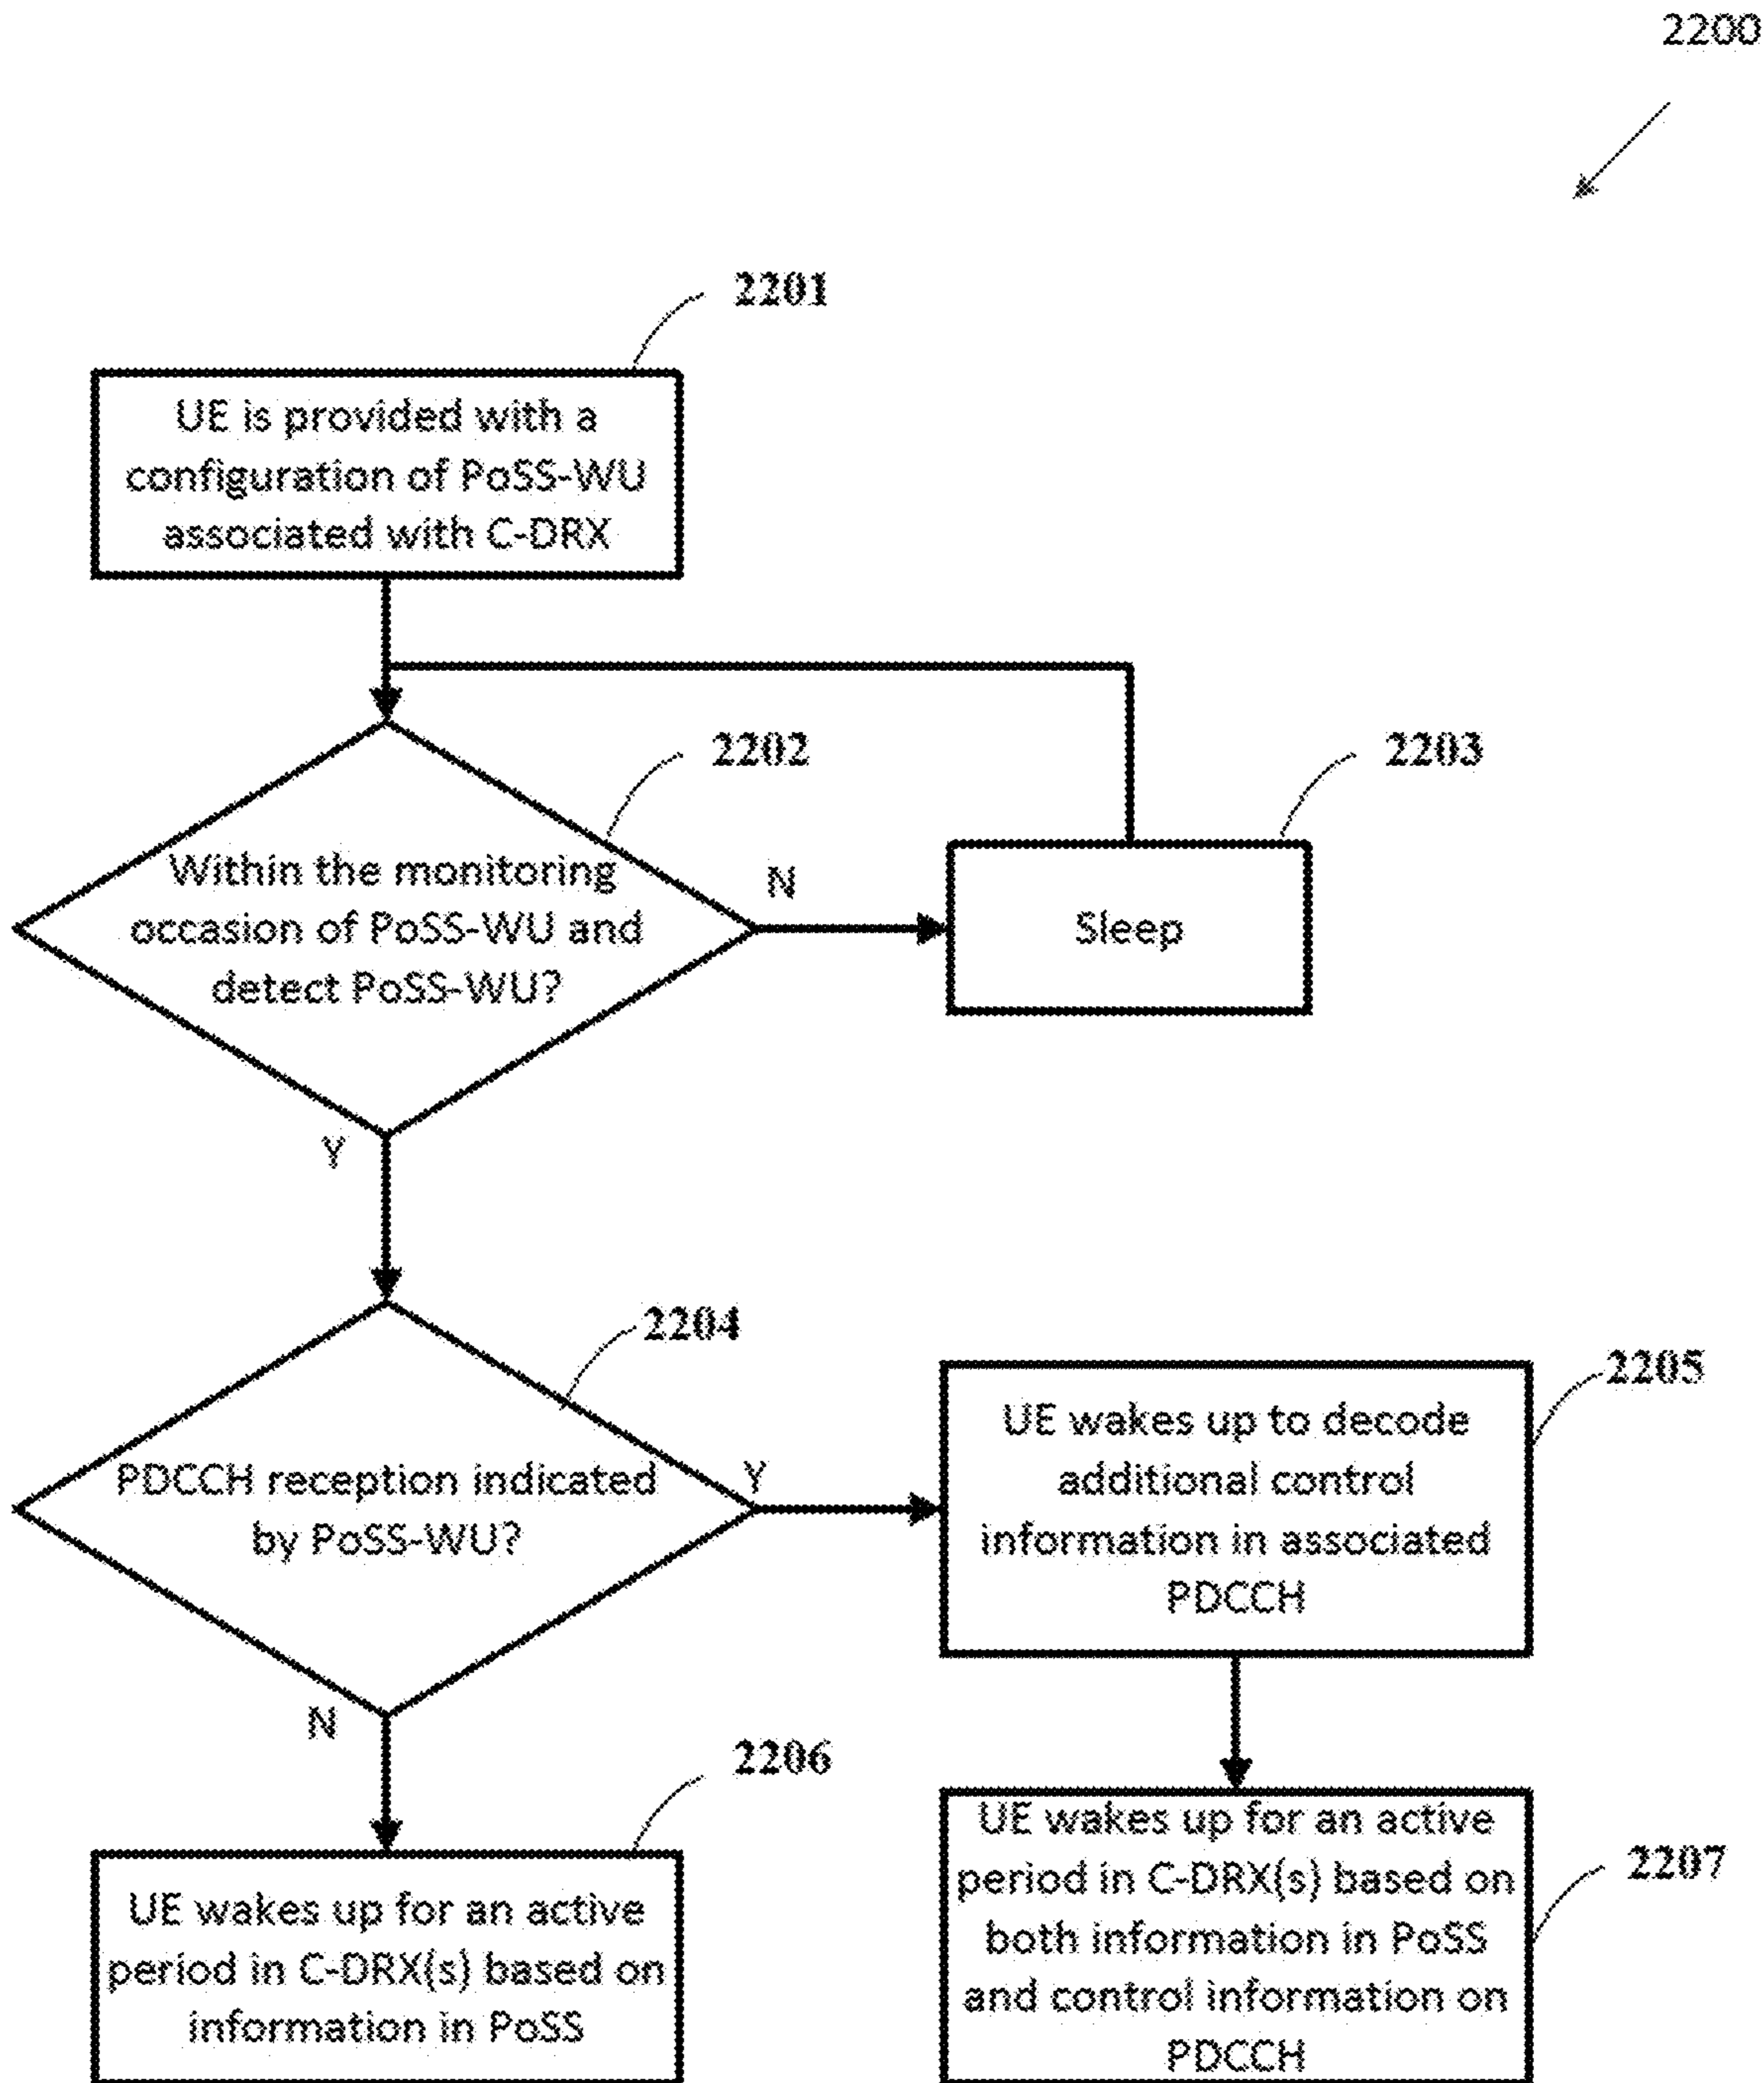 2200
2201
UE is provided with a
configuration of PoSS-WU
associated with C-DRX
2202
2203
Within the monitoring
occasion of PoSS-WU and
detect PoSS-WU?
N
Sleep
Y
2204
2205
PDCCH reception indicated
by PoSS-WU?
Y
UE wakes up to decode
additional control
information in associated
PDCCH
N
2206
UE wakes up for an active
period in C-DRX(s) based on
information in PoSS
2207
UE wakes up for an active
period in C-DRX(s) based on
both information in PoSS
and control information on
PDCCH